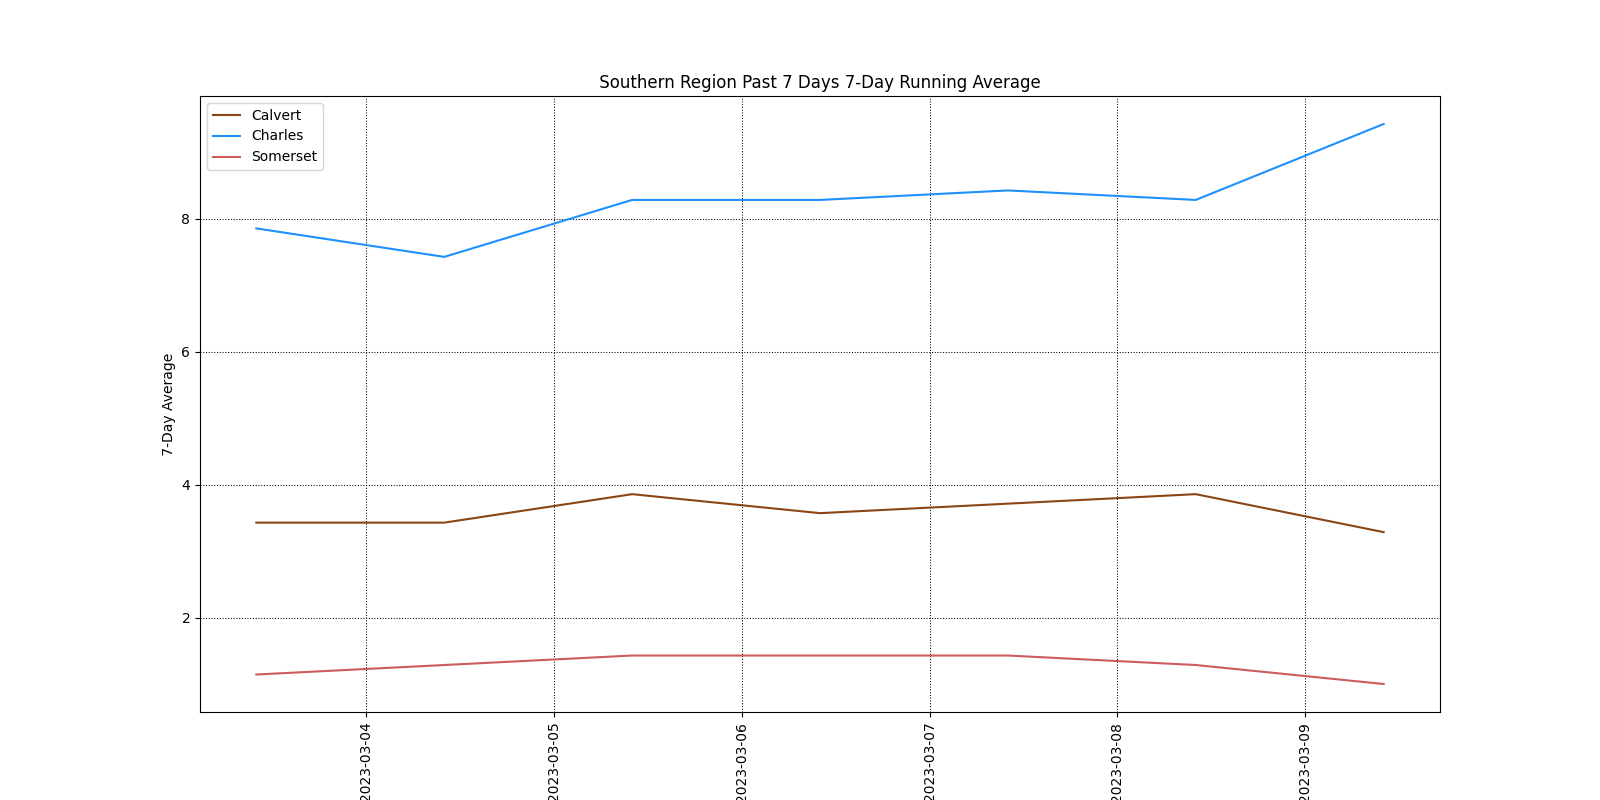 Southern Region Past 7 Days 7-Day Running Average
Calvert
Charles
Somerset
7-Day Average
8
6
4
2
2023-03-04
2023-03-05
2023-03-06
2023-03-07
2023-03-08
2023-03-09